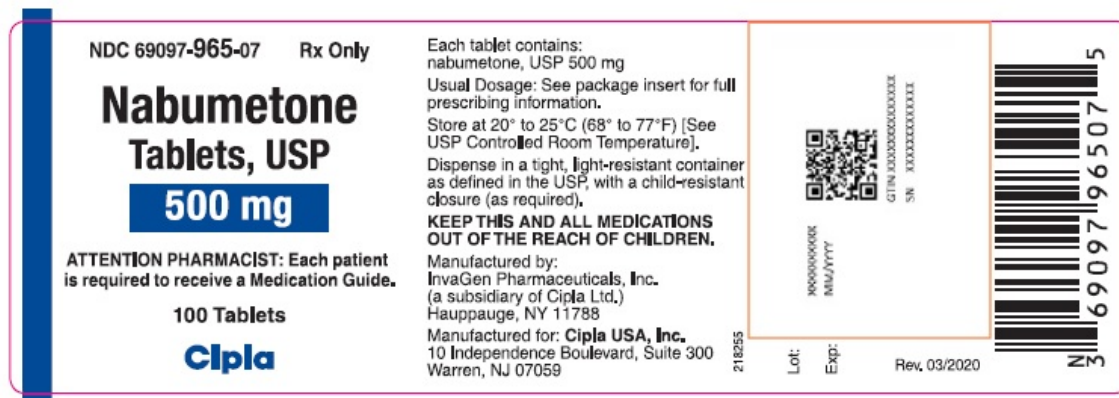 NDC 69097-965-07 Rx Only
Nabumetone
Tablets, USP
500 mg
ATTENTION PHARMACIST: Each patient
is required to receive a Medication Guide.
100 Tablets
Cipla
Each tablet contains:
nabumetone, USP 500 mg
Usual Dosage: See package insert for full
prescribing information.
Store at 20° to 25°C (68° to 77°F) [See
USP Controlled Room Temperature].
Dispense in a tight, light-resistant container
as defined in the USP, with a child-resistant
closure (as required).
KEEP THIS AND ALL MEDICATIONS
OUT OF THE REACH OF CHILDREN.
Manufactured by:
InvaGen Pharmaceuticals, Inc.
(a subsidiary of Cipla Ltd.)
Hauppauge, NY 11788
Manufactured for: Cipla USA, Inc.
10 Independence Boulevard, Suite 300
Warren, NJ 07059
218255
Lot: XXXXXXXXXX
Exp: MM/YYYY
GTIN XXXXXXXXXXXXXX
SN XXXXXXXXXXXXXX
Rev. 03/2020
N
3 69097 96507 5